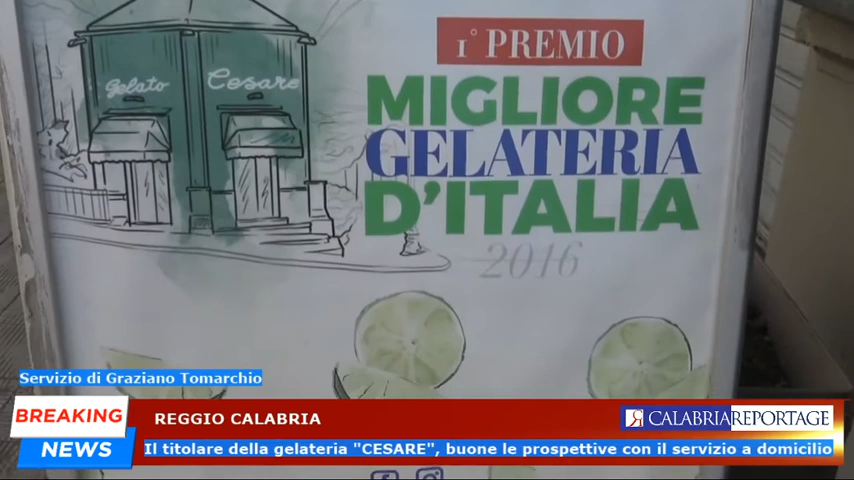 1° PREMIO
Gelato Cesare
MIGLIORE
GELATERIA
D'ITALIA
2016
Servizio di Graziano Tomarchio
BREAKING
NEWS
REGGIO CALABRIA
CALABRIAREPORTAGE
Il titolare della gelateria "CESARE", buone le prospettive con il servizio a domicilio